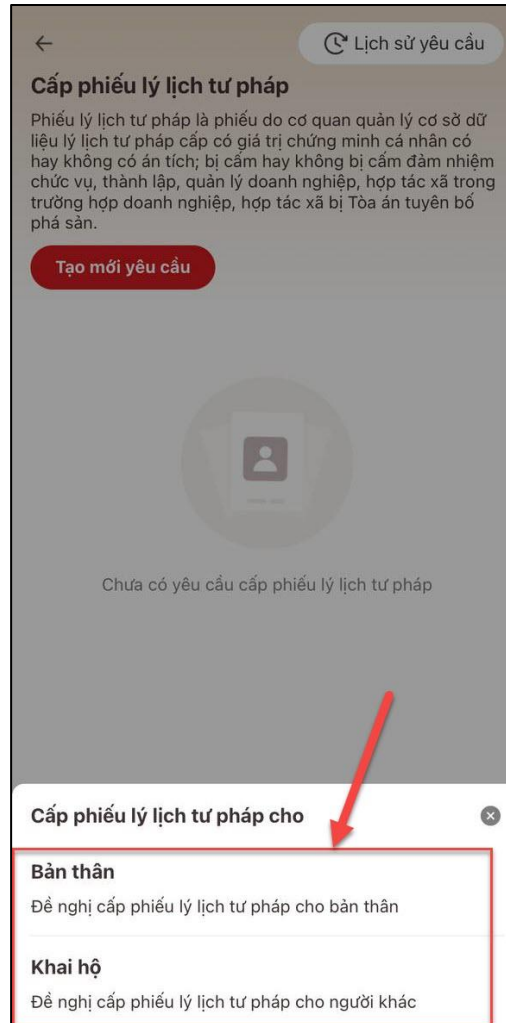 Lịch sử yêu cầu
Cấp phiếu lý lịch tư pháp
Phiếu lý lịch tư pháp là phiếu do cơ quan quản lý cơ sở dữ
liệu lý lịch tư pháp cấp có giá trị chứng minh cá nhân có
hay không có án tích; bị cấm hay không bị cấm đảm nhiệm
chức vụ, thành lập, quản lý doanh nghiệp, hợp tác xã trong
trường hợp doanh nghiệp, hợp tác xã bị Tòa án tuyên bố
phá sản.
Tạo mới yêu cầu
Chưa có yêu cầu cấp phiếu lý lịch tư pháp
Cấp phiếu lý lịch tư pháp cho
Bản thân
Đề nghị cấp phiếu lý lịch tư pháp cho bản thân
Khai hộ
Đề nghị cấp phiếu lý lịch tư pháp cho người khác